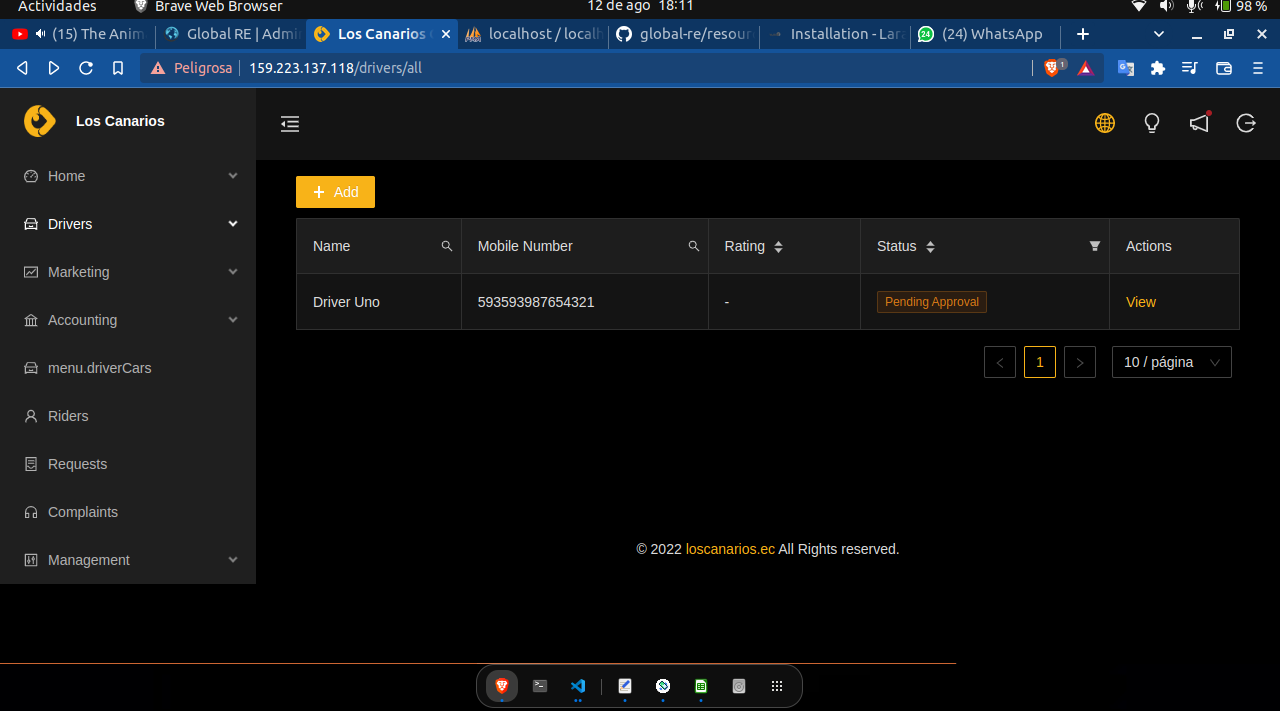 Actividades
Brave Web Browser
12 de ago 18:11
98 %
(15) The Anim
Global RE | Admi
Los Canarios
localhost / localh
global-re/resour
Installation - Lara
(24) WhatsApp
Peligrosa
159.223.137.118/drivers/all
1
Los Canarios
Home
Drivers
Marketing
Accounting
menu.driverCars
Riders
Requests
Complaints
Management
Add
Name
Mobile Number
Rating
Status
Actions
Driver Uno
593593987654321
-
Pending Approval
View
1
10 / página
© 2022 loscanarios.ec All Rights reserved.